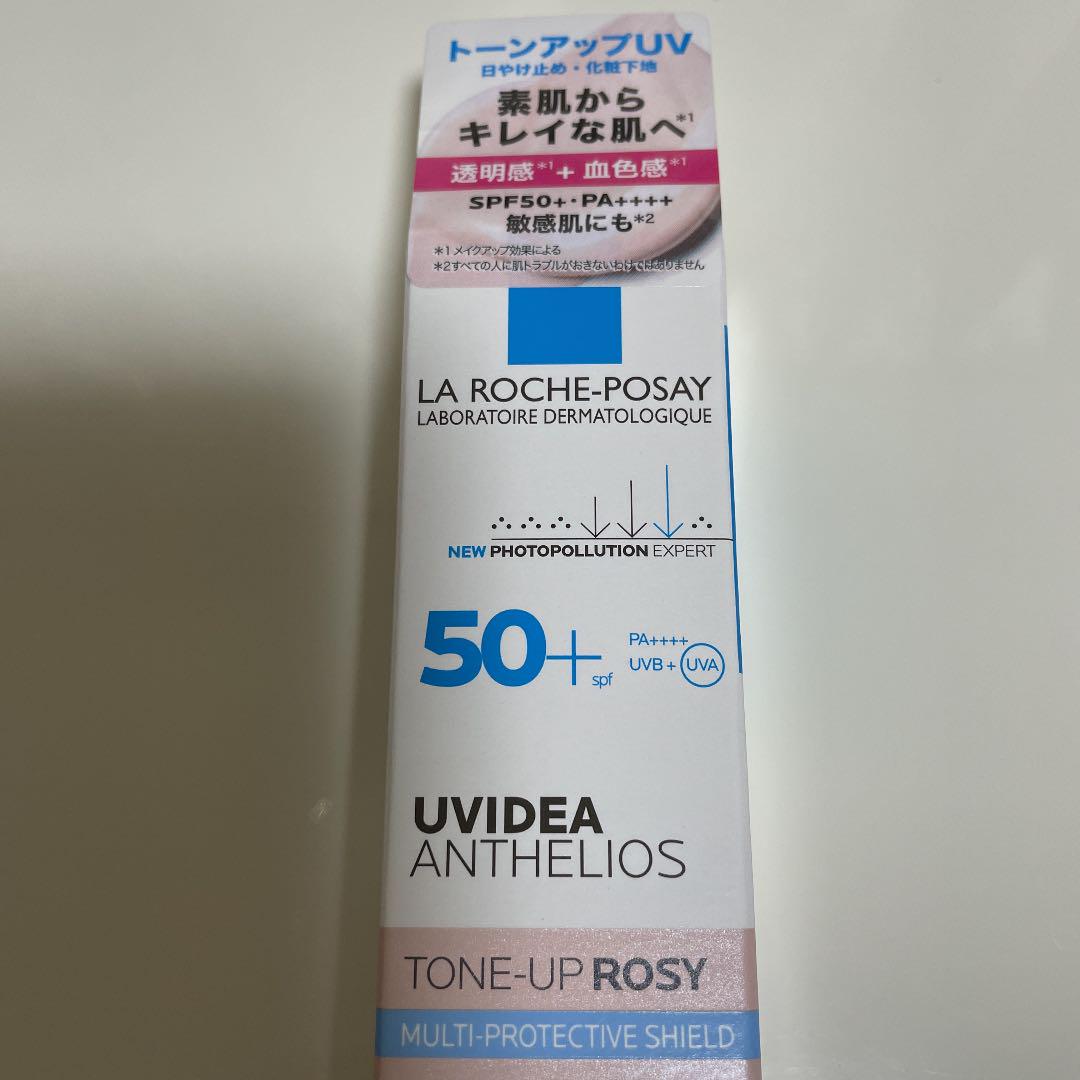 トーンアップUV
日やけ止め・化粧下地
素肌から
キレイな肌へ*1
透明感*1+血色感*1
SPF50+・PA++++
敏感肌にも*2
*1 メイクアップ効果による
*2 すべての人に肌トラブルがおきないわけではありません
LA ROCHE-POSAY
LABORATOIRE DERMATOLOGIQUE
NEW PHOTOPOLLUTION EXPERT
50+ spf
PA++++
UVB + UVA
UVIDEA
ANTHELIOS
TONE-UP ROSY
MULTI-PROTECTIVE SHIELD